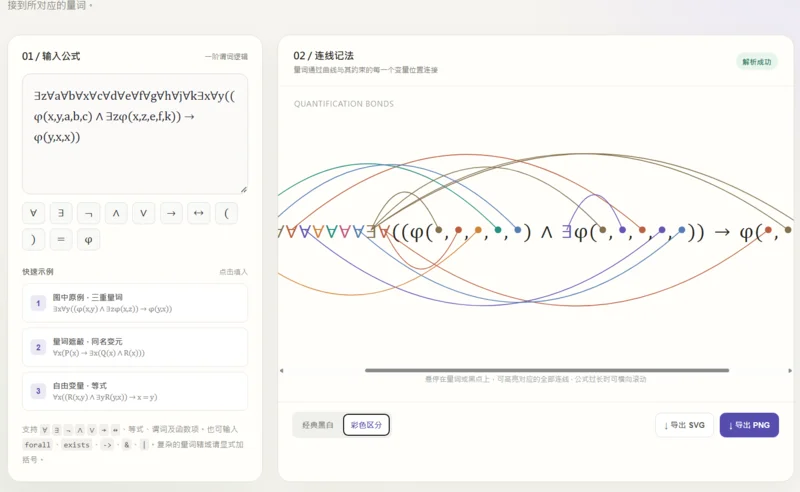 接到所对应的量词。
01 / 输入公式
一阶谓词逻辑
∃z∀a∀b∀x∀c∀d∀e∀f∀g∀h∀j∀k∃x∀y((
φ(x,y,a,b,c) ∧ ∃zφ(x,z,e,f,k)) →
φ(y,x,x))
∀ ∃ ¬ ∧ ∨ → ↔ (
) = φ
快速示例
点击填入
1
图中原例 · 三重量词
∃x∀y((φ(x,y) ∧ ∃zφ(x,z)) → φ(y,x))
2
量词遮蔽 · 同名变元
∀x(P(x) → ∃x(Q(x) ∧ R(x)))
3
自由变量 · 等式
∀x((R(x,y) ∧ ∃yR(y,x)) → x = y)
支持 ∀ ∃ ¬ ∧ ∨ → ↔ 、等式、谓词及函数项。也可输入
forall 、 exists 、 -> 、 & 、 | 。复杂的量词辖域请显式加
括号。
02 / 连线记法
量词通过曲线与其约束的每一个变量位置连接
解析成功
QUANTIFICATION BONDS
∀∀∀∀∀∀∀∃∀((φ( , , , , ) ∧ ∃φ( , , , , )) → φ( ,
悬停在量词或黑点上，可高亮对应的全部连线；公式过长时可横向滚动
经典黑白
彩色区分
↓ 导出 SVG
↓ 导出 PNG